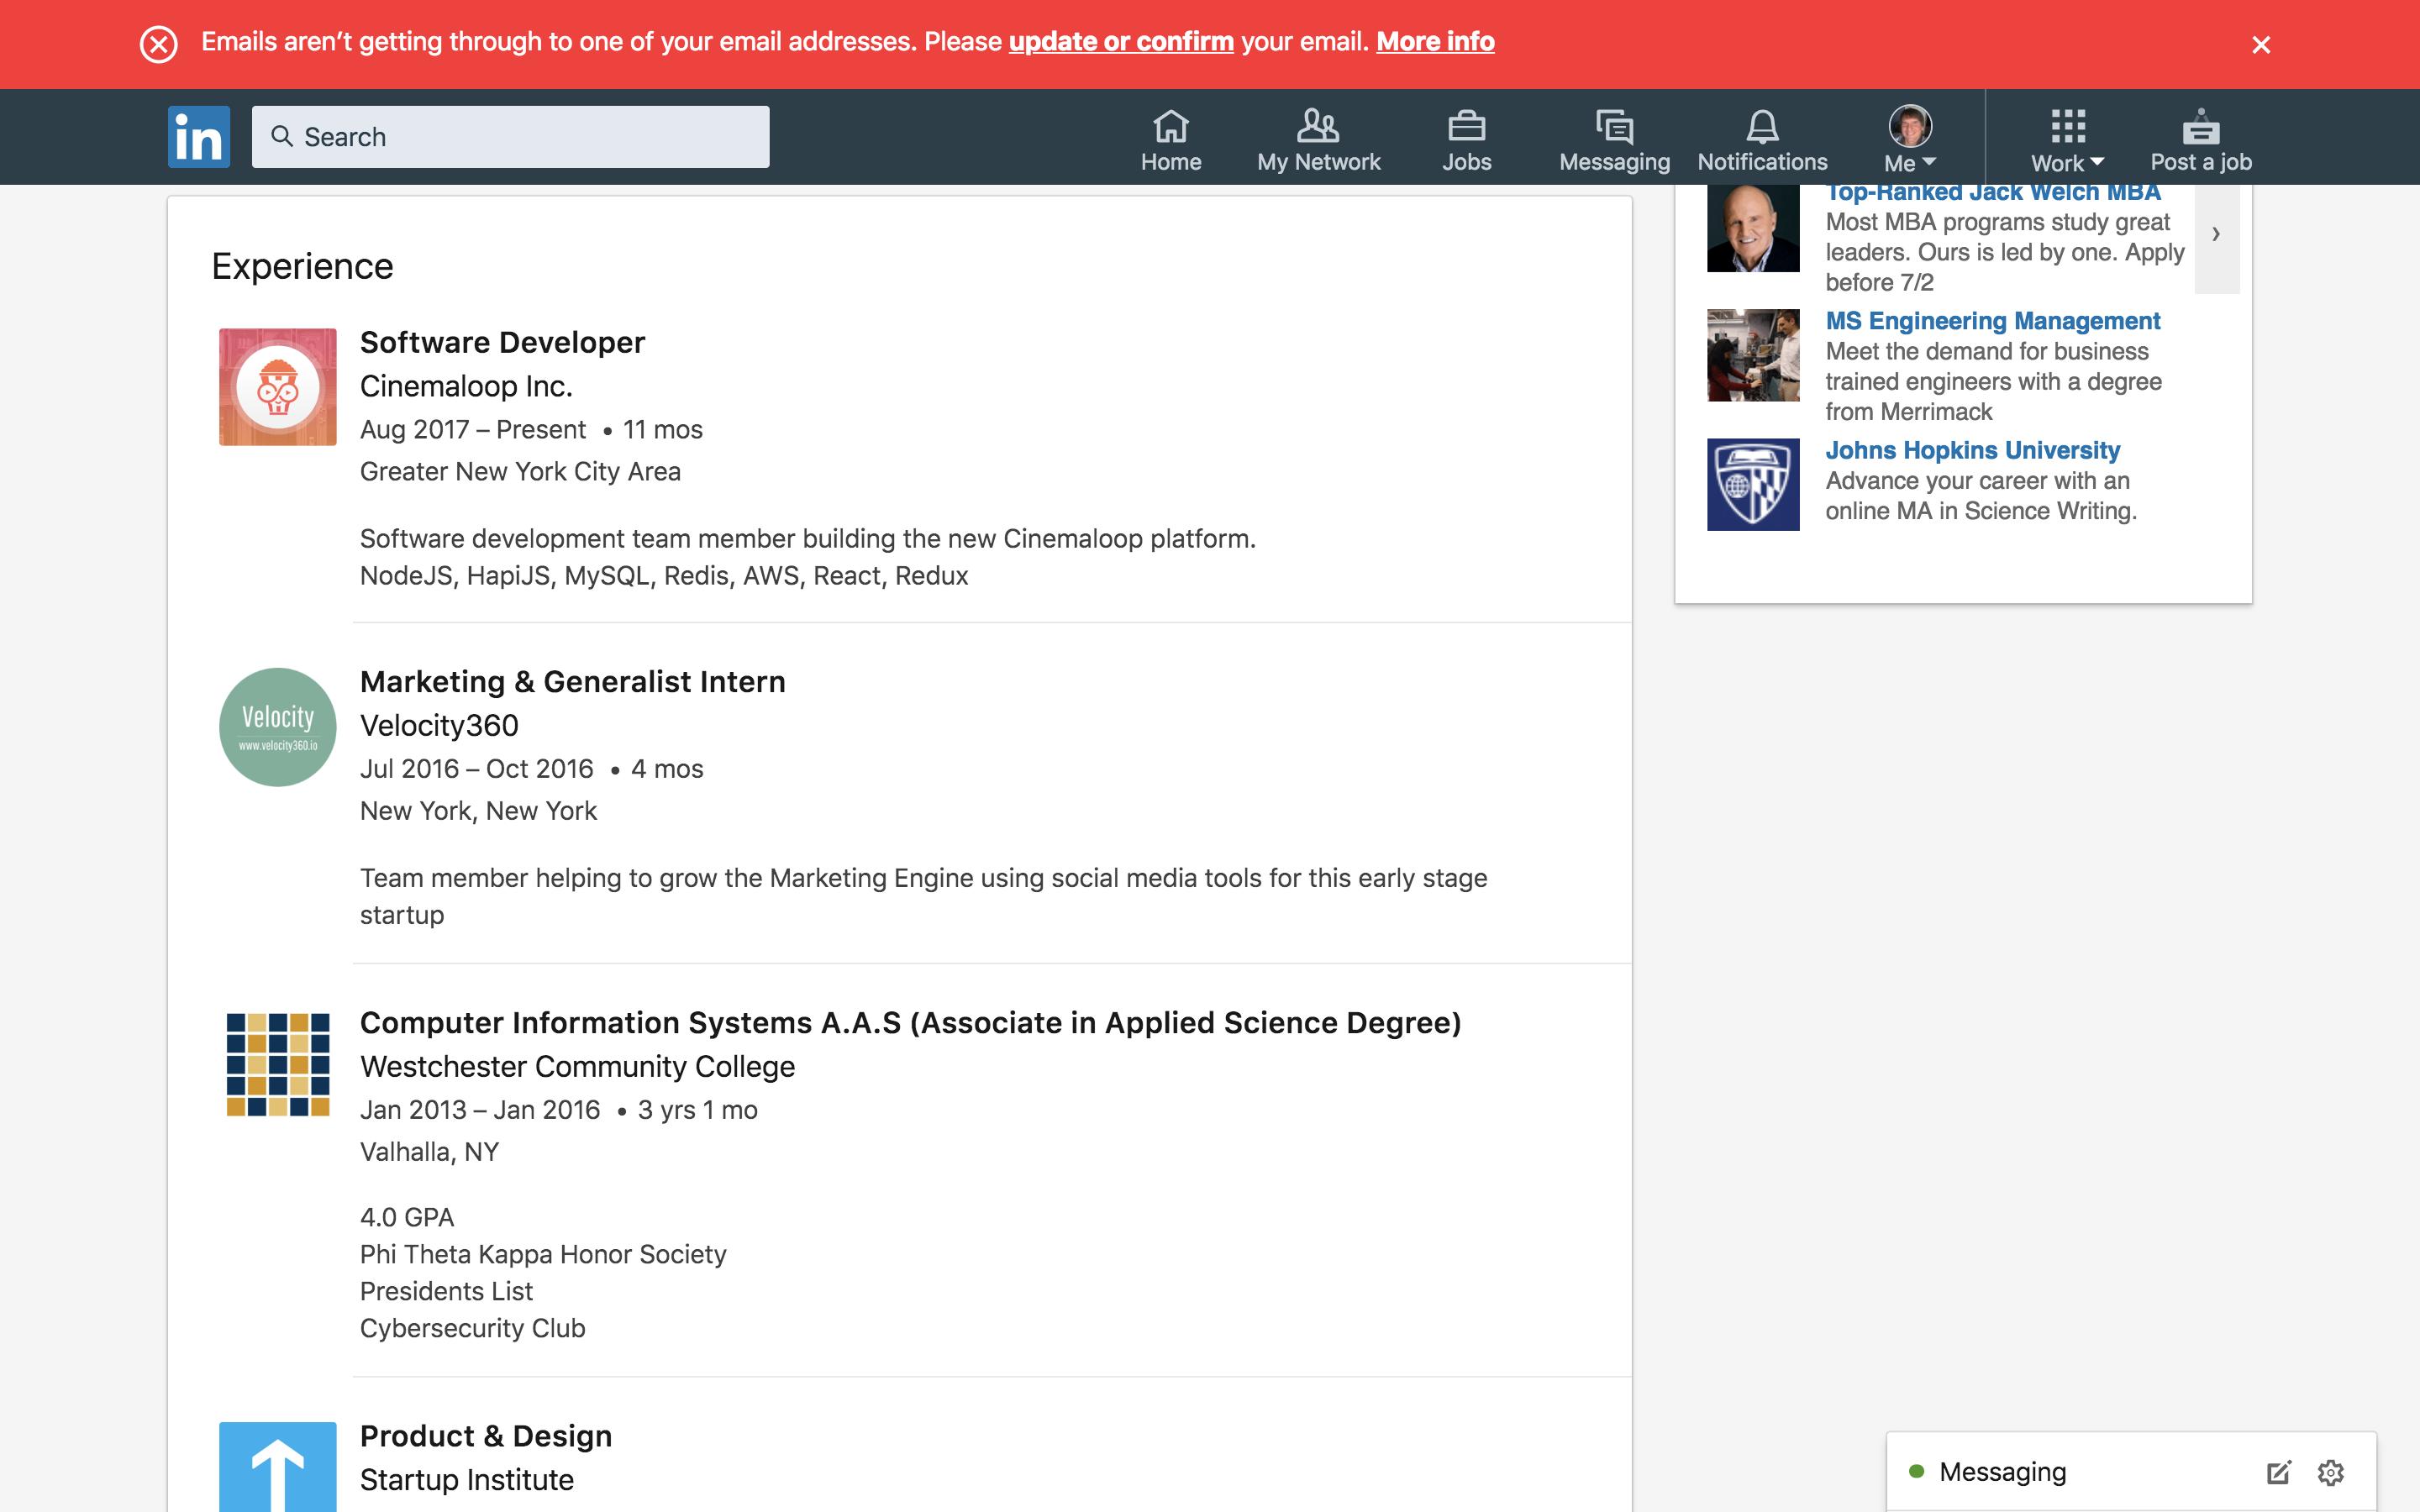 Emails aren’t getting through to one of your email addresses. Please update or confirm your email. More info
in
Search
Home
My Network
Jobs
Messaging
Notifications
Me
Work
Post a job
Experience
Software Developer
Cinemaloop Inc.
Aug 2017 – Present • 11 mos
Greater New York City Area
Software development team member building the new Cinemaloop platform.
NodeJS, HapiJS, MySQL, Redis, AWS, React, Redux
Velocity
www.velocity360.io
Marketing & Generalist Intern
Velocity360
Jul 2016 – Oct 2016 • 4 mos
New York, New York
Team member helping to grow the Marketing Engine using social media tools for this early stage
startup
Computer Information Systems A.A.S (Associate in Applied Science Degree)
Westchester Community College
Jan 2013 – Jan 2016 • 3 yrs 1 mo
Valhalla, NY
4.0 GPA
Phi Theta Kappa Honor Society
Presidents List
Cybersecurity Club
Product & Design
Startup Institute
Top-Ranked Jack Welch MBA
Most MBA programs study great
leaders. Ours is led by one. Apply
before 7/2
MS Engineering Management
Meet the demand for business
trained engineers with a degree
from Merrimack
Johns Hopkins University
Advance your career with an
online MA in Science Writing.
Messaging